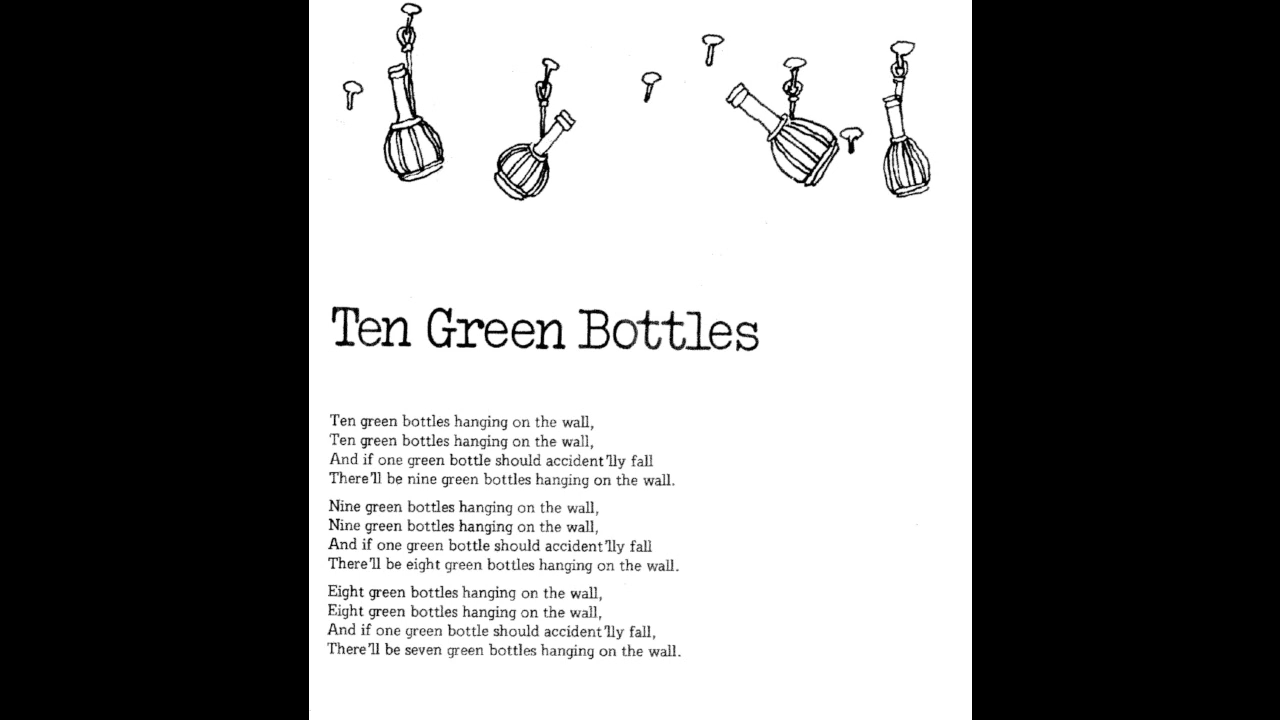 Ten Green Bottles
Ten green bottles hanging on the wall,
Ten green bottles hanging on the wall,
And if one green bottle should accident'lly fall
There'll be nine green bottles hanging on the wall.
Nine green bottles hanging on the wall,
Nine green bottles hanging on the wall,
And if one green bottle should accident'lly fall
There'll be eight green bottles hanging on the wall.
Eight green bottles hanging on the wall,
Eight green bottles hanging on the wall,
And if one green bottle should accident'lly fall,
There'll be seven green bottles hanging on the wall.